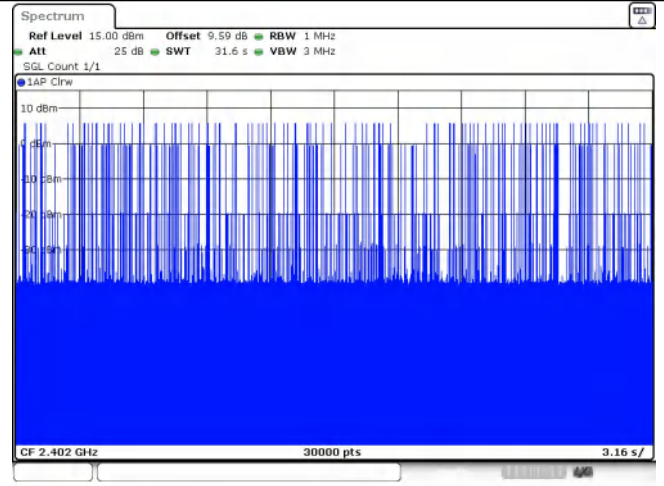 Spectrum
Ref Level 15.00 dBm Offset 9.59 dB RBW 1 MHz
Att 25 dB SWT 31.6 s VBW 3 MHz
SGL Count 1/1
1AP Clrw
10 dBm
0 dBm
-10 dBm
-20 dBm
-30 dBm
CF 2.402 GHz 30000 pts 3.16 s/